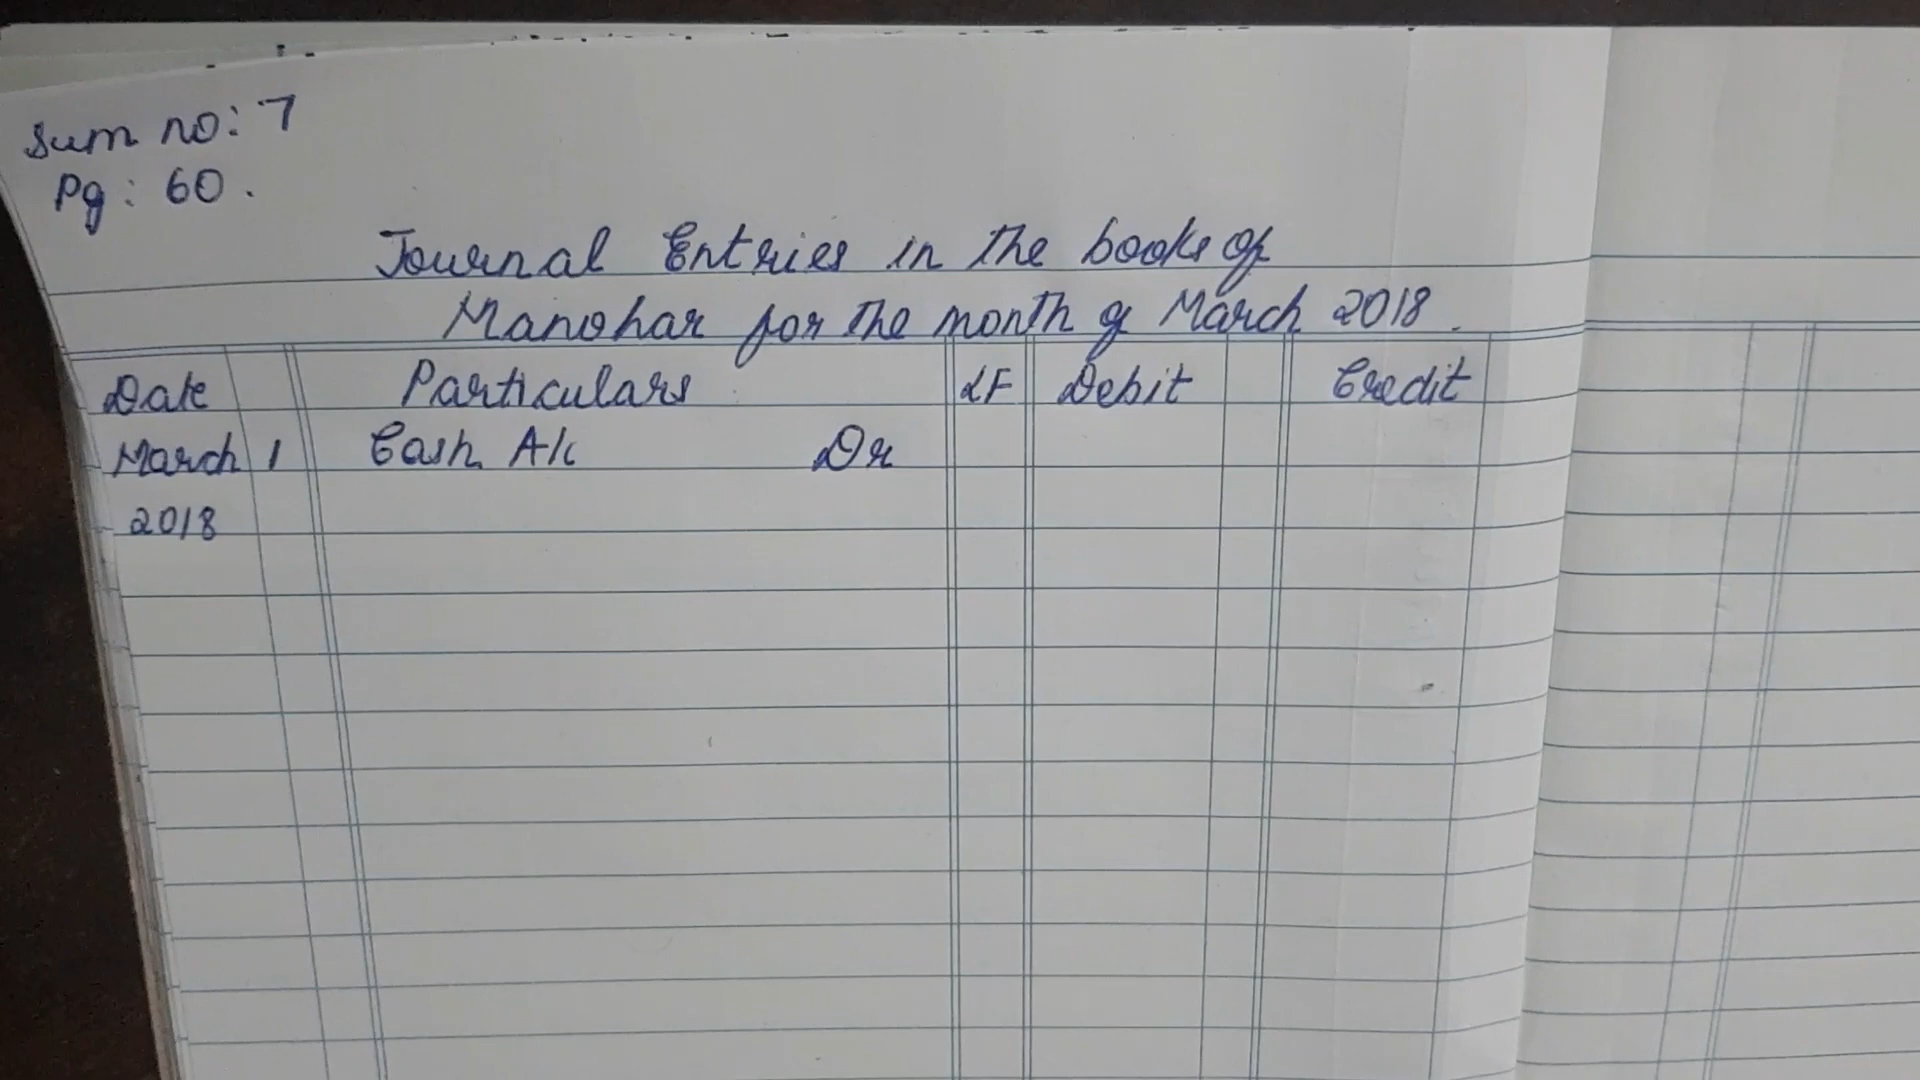 Sum no: 7
Pg: 60.
Journal Entries in the books of
Manohar for the month of March 2018.
Date Particulars LF Debit Credit
March 1 Cash A/c Dr
2018